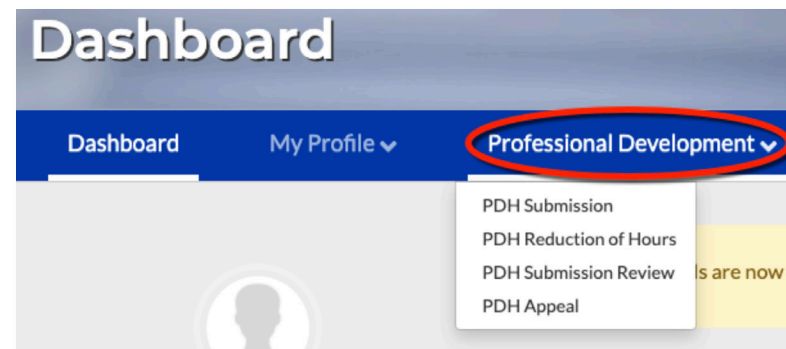 Dashboard
Dashboard My Profile Professional Development
PDH Submission
PDH Reduction of Hours
PDH Submission Review
PDH Appeal
are now